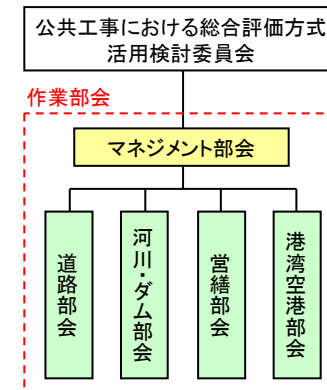 公共工事における総合評価方式
活用検討委員会
作業部会
マネジメント部会
道路部会
河川・ダム部会
営繕部会
港湾空港部会